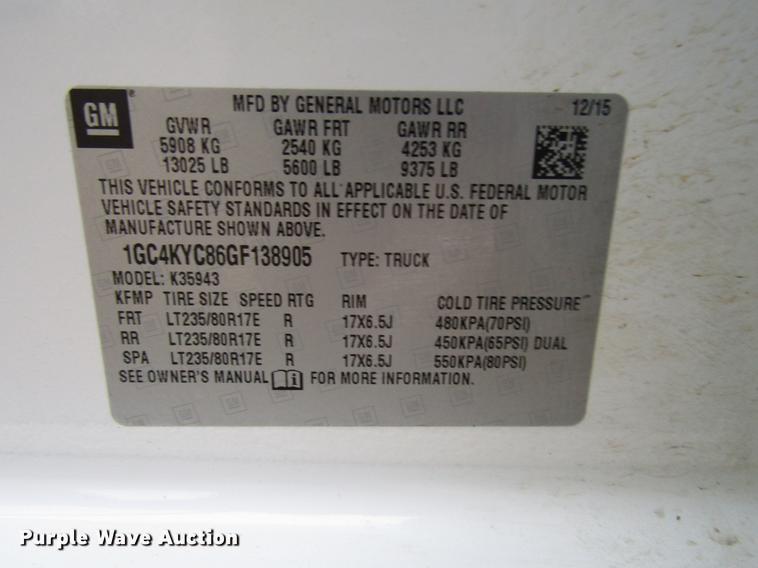 GM
MFD BY GENERAL MOTORS LLC 12/15
GVWR GAWR FRT GAWR RR
5908 KG 2540 KG 4253 KG
13025 LB 5600 LB 9375 LB
THIS VEHICLE CONFORMS TO ALL APPLICABLE U.S. FEDERAL MOTOR
VEHICLE SAFETY STANDARDS IN EFFECT ON THE DATE OF
MANUFACTURE SHOWN ABOVE.
1GC4KYC86GF138905 TYPE: TRUCK
MODEL: K35943
KFMP TIRE SIZE SPEED RTG RIM COLD TIRE PRESSURE
FRT LT235/80R17E R 17X6.5J 480KPA(70PSI)
RR LT235/80R17E R 17X6.5J 450KPA(65PSI) DUAL
SPA LT235/80R17E R 17X6.5J 550KPA(80PSI)
SEE OWNER'S MANUAL FOR MORE INFORMATION.
Purple Wave Auction